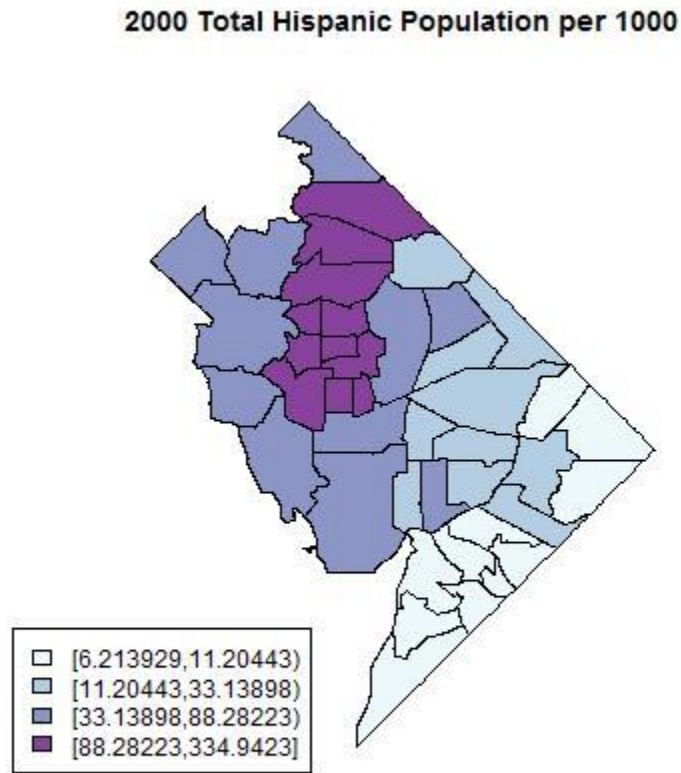 2000 Total Hispanic Population per 1000
[6.213929,11.20443)
[11.20443,33.13898)
[33.13898,88.28223)
[88.28223,334.9423]